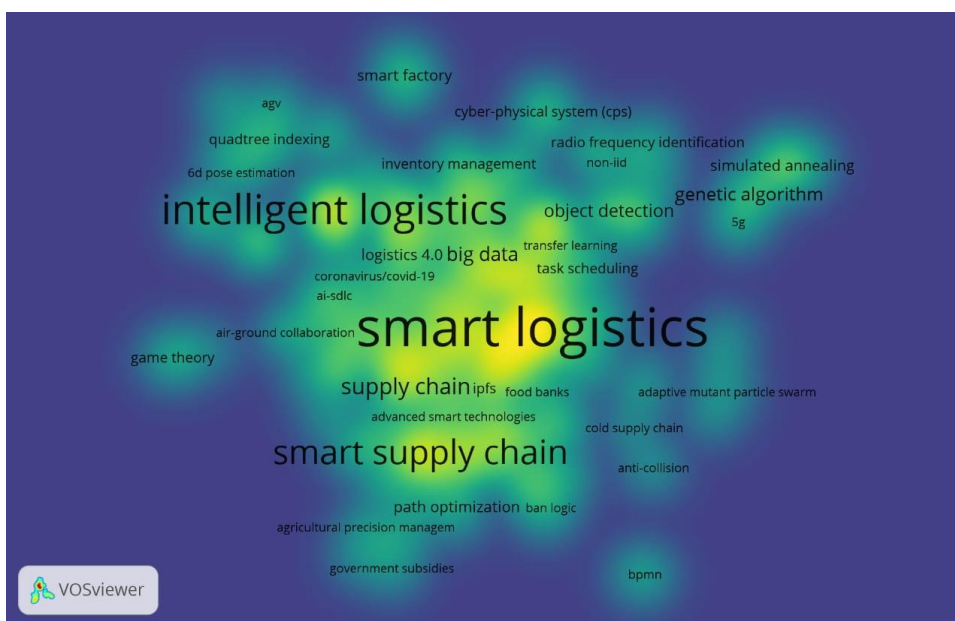 smart factory
agv
cyber-physical system (cps)
quadtree indexing
radio frequency identification
inventory management
non-iid
simulated annealing
6d pose estimation
genetic algorithm
intelligent logistics
object detection
5g
logistics 4.0
big data
transfer learning
task scheduling
coronavirus/covid-19
ai-sdlc
smart logistics
air-ground collaboration
game theory
supply chain
ipfs
food banks
adaptive mutant particle swarm
advanced smart technologies
cold supply chain
smart supply chain
anti-collision
path optimization
ban logic
agricultural precision managem
government subsidies
bpmn
VOSviewer